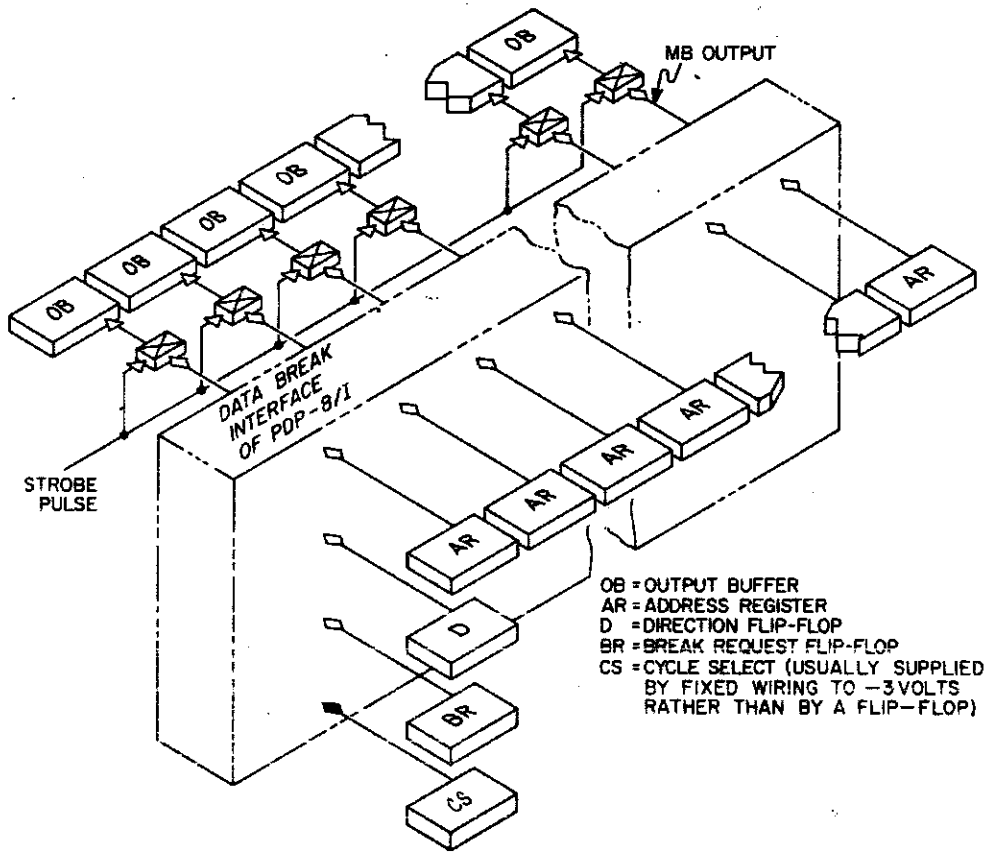 OB
MB OUTPUT
OB
OB
OB
OB
AR
DATA BREAK
INTERFACE
OF PDP-8/I
STROBE
PULSE
AR
AR
AR
AR
D
BR
CS
OB = OUTPUT BUFFER
AR = ADDRESS REGISTER
D = DIRECTION FLIP-FLOP
BR = BREAK REQUEST FLIP-FLOP
CS = CYCLE SELECT (USUALLY SUPPLIED
BY FIXED WIRING TO -3 VOLTS
RATHER THAN BY A FLIP-FLOP)